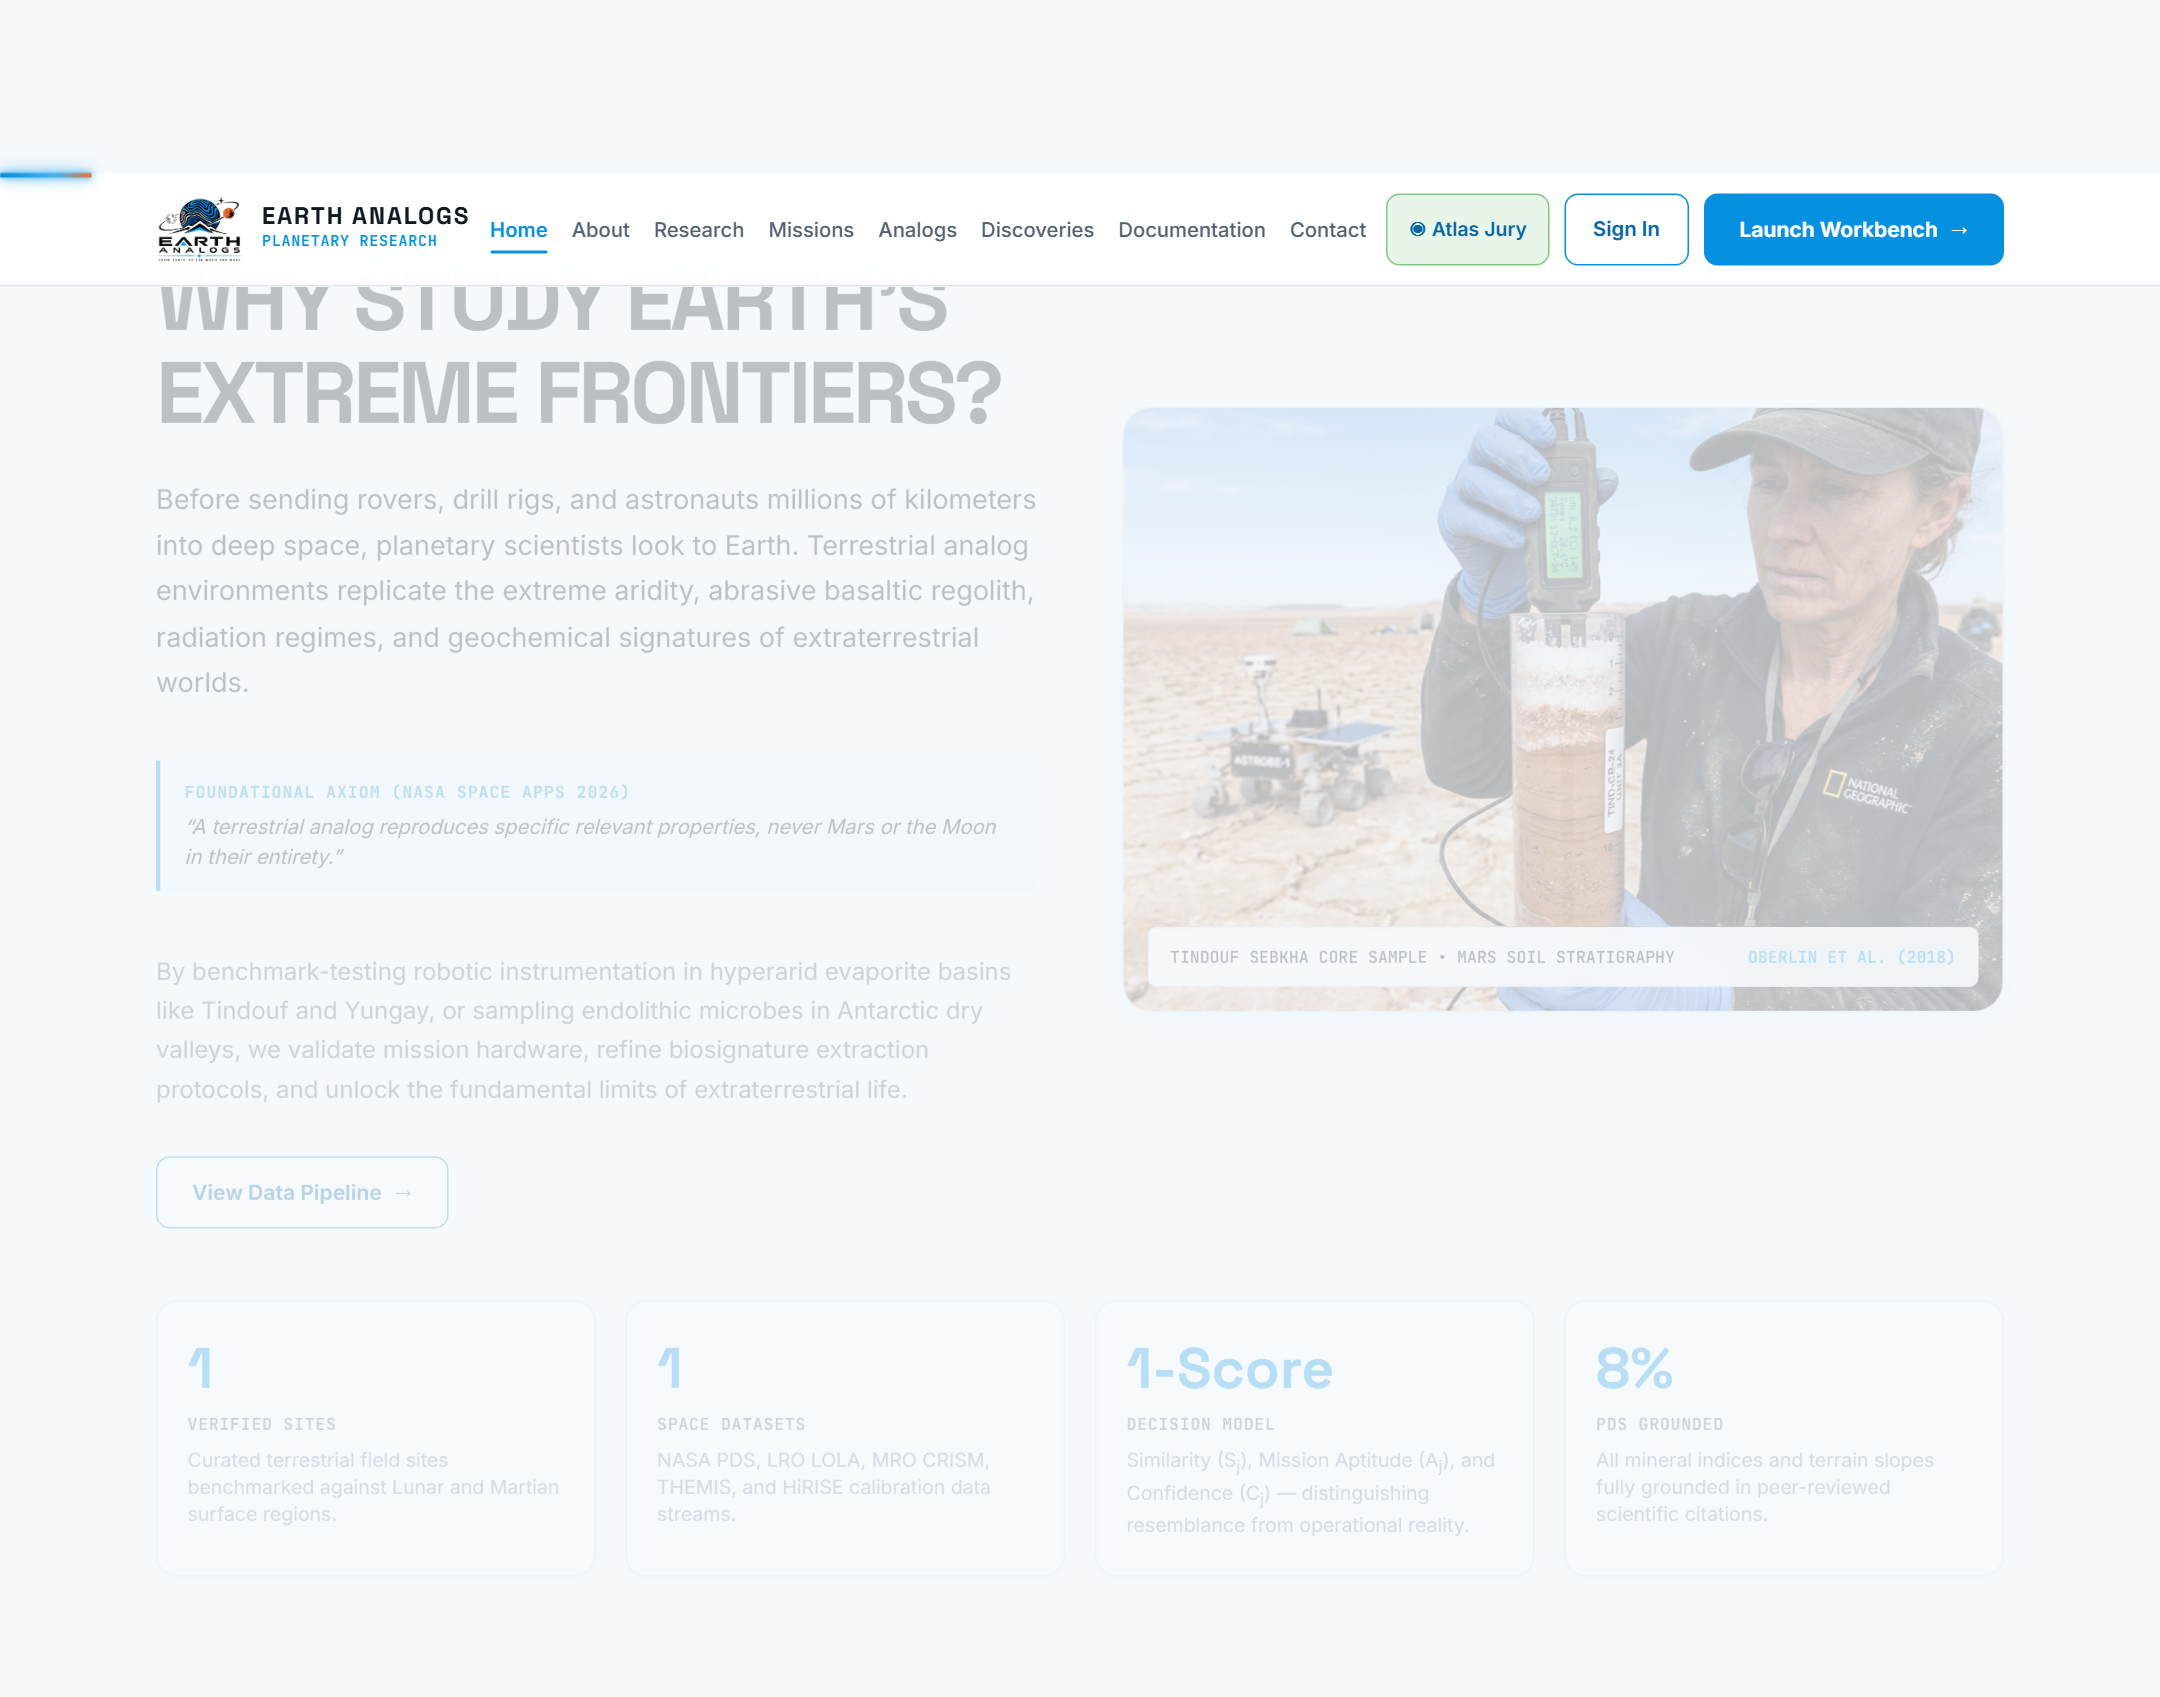 EARTH
ANALOGS
EARTH ANALOGS
PLANETARY RESEARCH
Home About Research Missions Analogs Discoveries Documentation Contact
Atlas Jury
Sign In
Launch Workbench →
WHY STUDY EARTH’S
EXTREME FRONTIERS?
Before sending rovers, drill rigs, and astronauts millions of kilometers
into deep space, planetary scientists look to Earth. Terrestrial analog
environments replicate the extreme aridity, abrasive basaltic regolith,
radiation regimes, and geochemical signatures of extraterrestrial
worlds.
FOUNDATIONAL AXIOM (NASA SPACE APPS 2026)
“A terrestrial analog reproduces specific relevant properties, never Mars or the Moon
in their entirety.”
By benchmark-testing robotic instrumentation in hyperarid evaporite basins
like Tindouf and Yungay, or sampling endolithic microbes in Antarctic dry
valleys, we validate mission hardware, refine biosignature extraction
protocols, and unlock the fundamental limits of extraterrestrial life.
View Data Pipeline →
ASTROBE-1
TIND-CR-24
NATIONAL
GEOGRAPHIC
TINDOUF SEBKHA CORE SAMPLE • MARS SOIL STRATIGRAPHY
OBERLIN ET AL. (2018)
1
VERIFIED SITES
Curated terrestrial field sites
benchmarked against Lunar and Martian
surface regions.
1
SPACE DATASETS
NASA PDS, LRO LOLA, MRO CRISM,
THEMIS, and HiRISE calibration data
streams.
1-Score
DECISION MODEL
Similarity (Sj), Mission Aptitude (Aj), and
Confidence (Cj) — distinguishing
resemblance from operational reality.
8%
PDS GROUNDED
All mineral indices and terrain slopes
fully grounded in peer-reviewed
scientific citations.